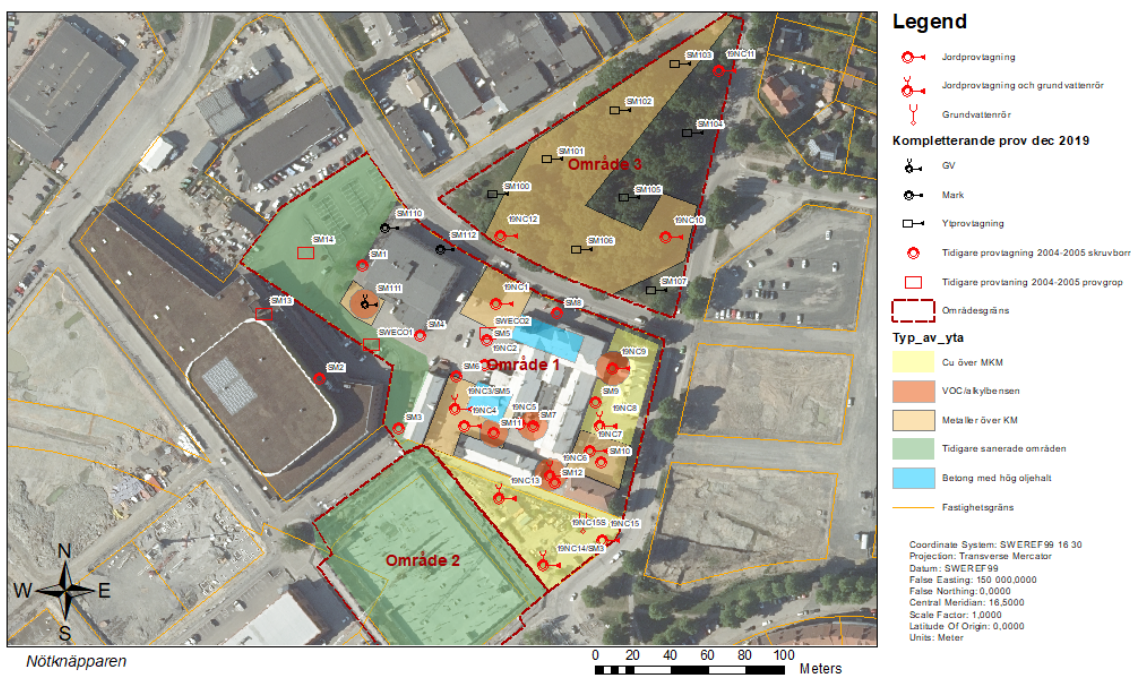 SM103
19NC11
SM102
SM104
SM101
Område 3
SM100
SM105
19NC12
19NC10
SM106
SM107
SM110
SM112
SM14
SM1
SM111
19NC1
SM13
SM8
SWECO2
SM4
SM5
SWECO1
19NC2
19NC9
Område 1
SM2
SM6
19NC3/SM5
SM9
19NC4
19NC5
SM7
19NC8
SM3
SM11
19NC7
SM10
19NC6
SM12
19NC13
19NC15S
19NC15
19NC14/SM3
Område 2
N
W
E
S
Nötknäpparen
0 20 40 60 80 100
Meters
Legend
Jordprovtagning
Jordprovtagning och grundvattenrör
Grundvattenrör
Kompletterande prov dec 2019
GV
Mark
Ytprovtagning
Tidigare provtagning 2004-2005 skruvborr
Tidigare provtaning 2004-2005 provgrop
Områdesgräns
Typ_av_yta
Cu över MKM
VOC/alkylbensen
Metaller över KM
Tidigare sanerade områden
Betong med hög oljehalt
Fastighetsgräns
Coordinate System: SWEREF99 16 30
Projection: Transverse Mercator
Datum: SWEREF99
False Easting: 150 000,0000
False Northing: 0,0000
Central Meridian: 16,5000
Scale Factor: 1,0000
Latitude Of Origin: 0,0000
Units: Meter